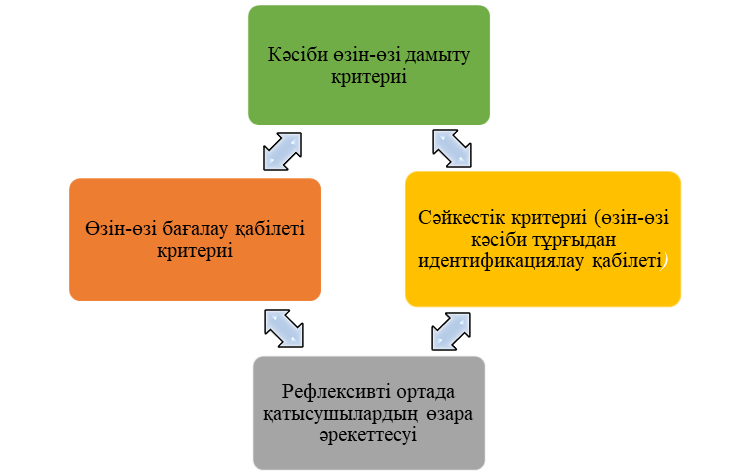 Кәсіби өзін-өзі дамыту
критериі
Өзін-өзі бағалау қабілеті
критериі
Сәйкестік критериі (өзін-өзі
кәсіби тұрғыдан
идентификациялау қабілеті)
Рефлексивті ортада
қатысушылардың өзара
әрекеттесуі